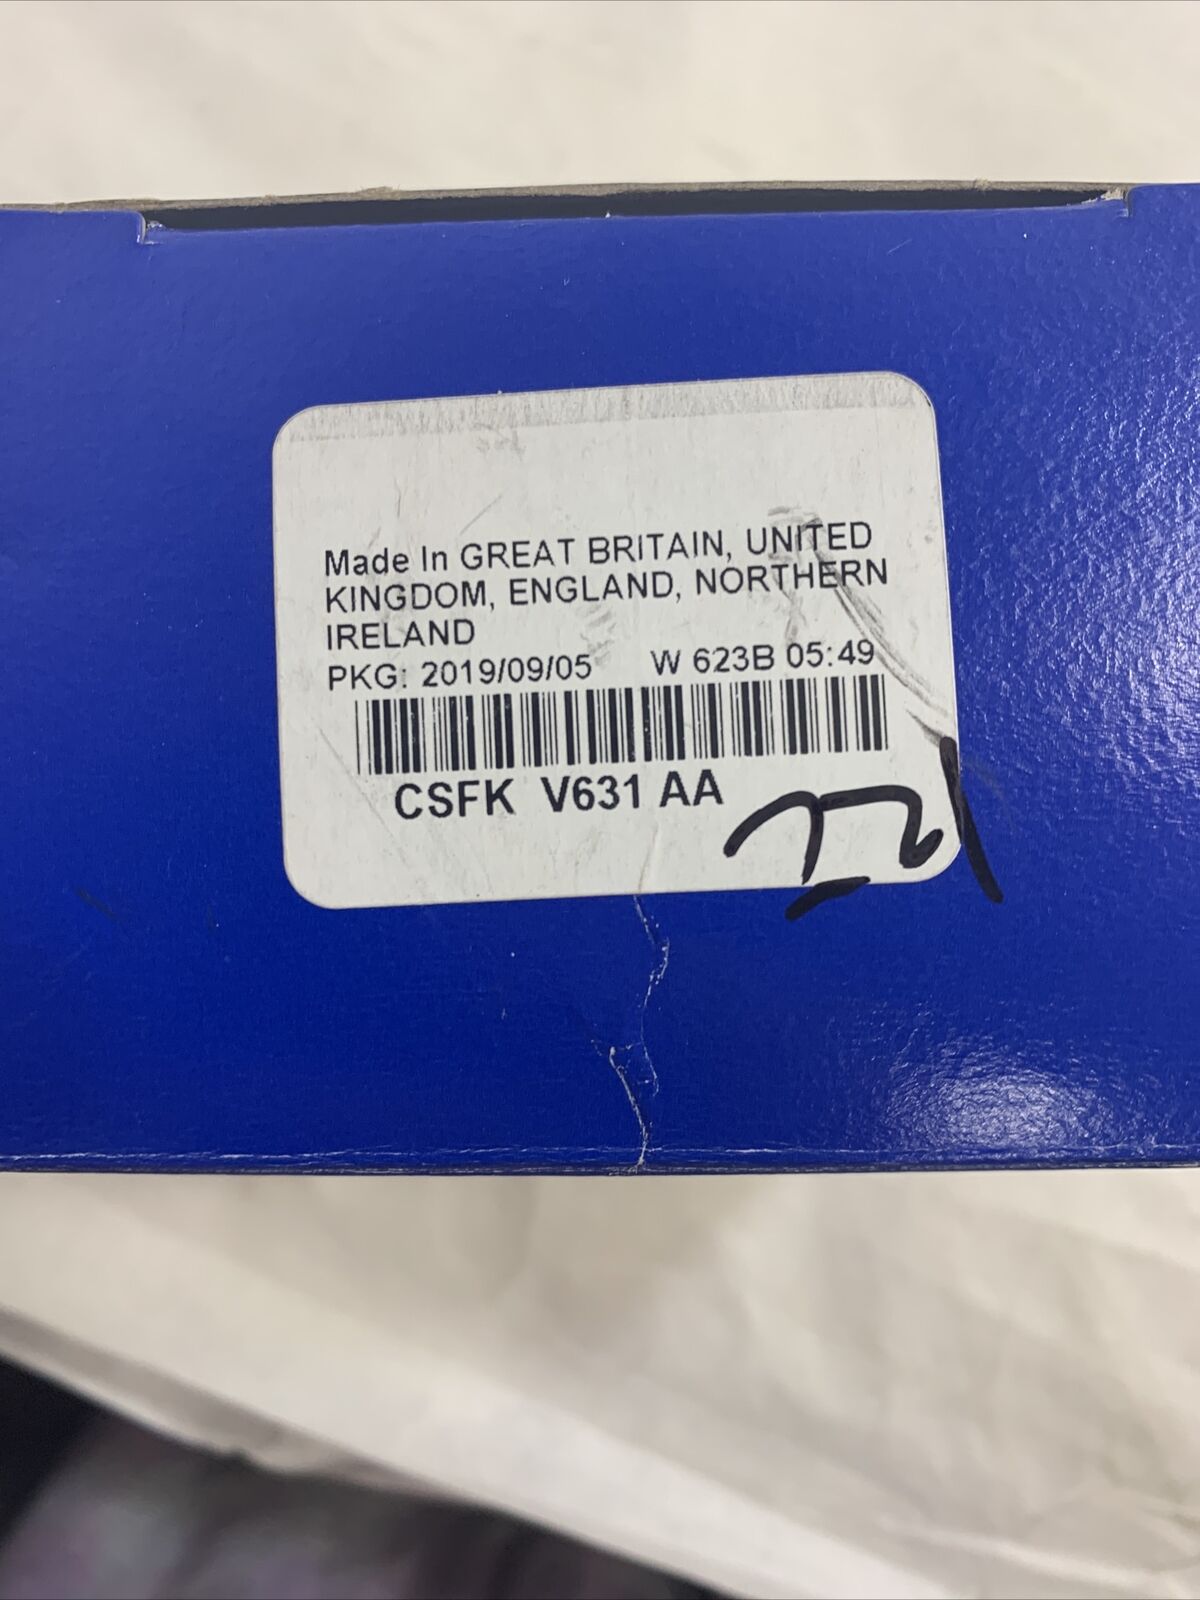 Made In GREAT BRITAIN, UNITED
KINGDOM, ENGLAND, NORTHERN
IRELAND
PKG: 2019/09/05 W 623B 05:49
CSFK V631 AA